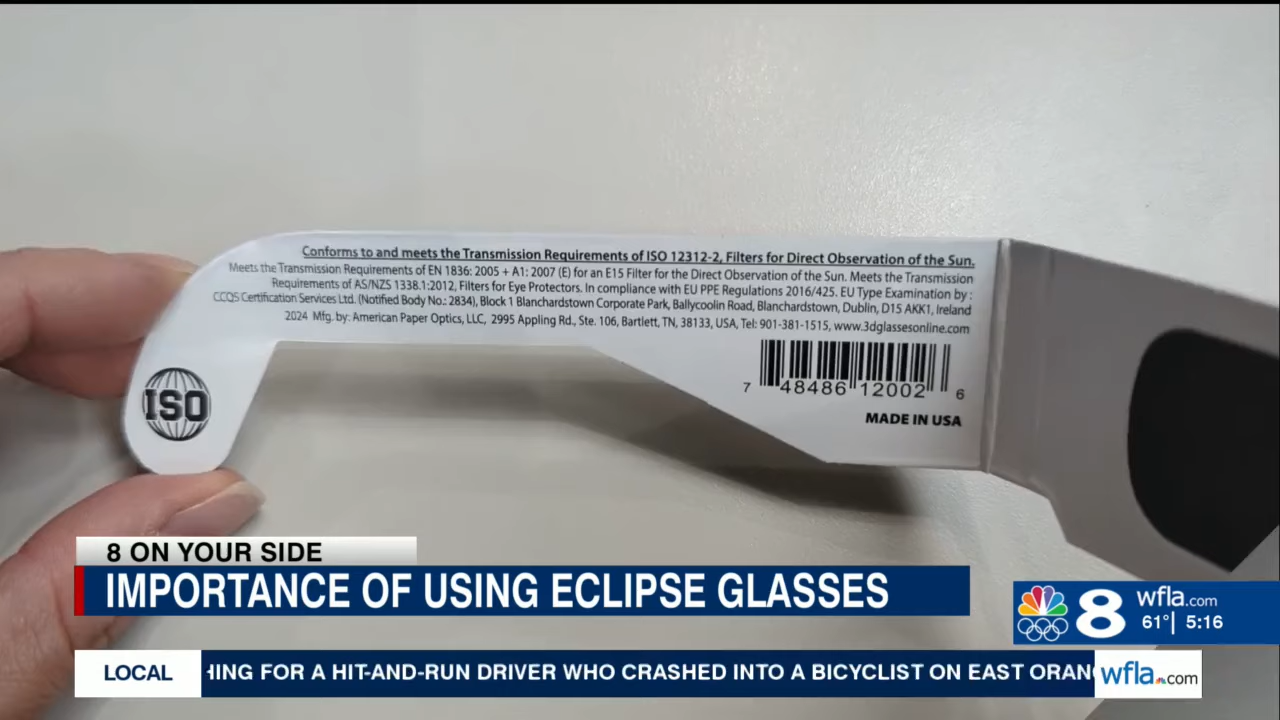 Conforms to and meets the Transmission Requirements of ISO 12312-2, Filters for Direct Observation of the Sun.
Meets the Transmission Requirements of EN 1836: 2005 + A1: 2007 (E) for an E15 Filter for the Direct Observation of the Sun. Meets the Transmission
Requirements of AS/NZS 1338.1:2012, Filters for Eye Protectors. In compliance with EU PPE Regulations 2016/425. EU Type Examination by :
CCQS Certification Services Ltd. (Notified Body No.: 2834), Block 1 Blanchardstown Corporate Park, Ballycoolin Road, Blanchardstown, Dublin, D15 AKK1, Ireland
2024 Mfg. by: American Paper Optics, LLC, 2995 Appling Rd., Ste. 106, Bartlett, TN, 38133, USA, Tel: 901-381-1515, www.3dglassesonline.com
7 48486 12002 6
MADE IN USA
ISO
8 ON YOUR SIDE
IMPORTANCE OF USING ECLIPSE GLASSES
8 wfla.com
61° 5:16
LOCAL HING FOR A HIT-AND-RUN DRIVER WHO CRASHED INTO A BICYCLIST ON EAST ORAN wfla.com